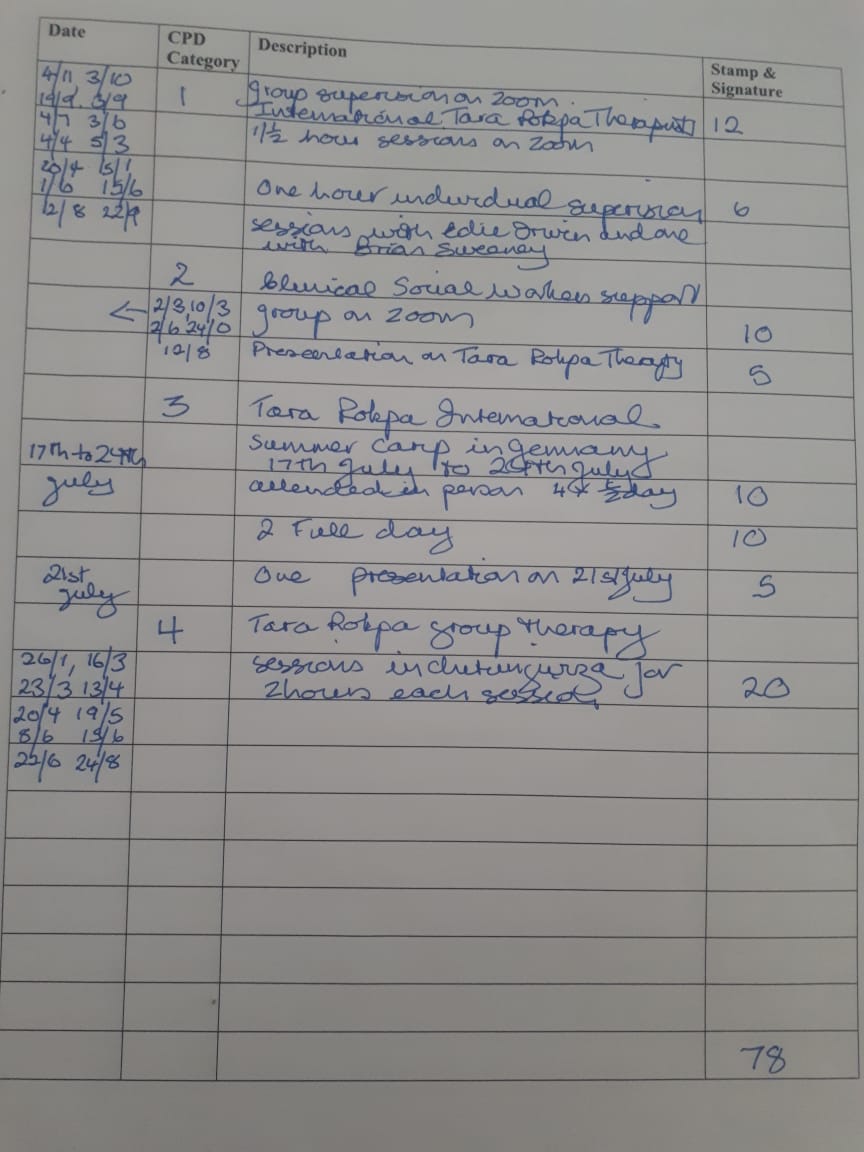 Date CPD Category Description Stamp & Signature
4/11 3/10
19/9. 3/9 1 group supervision on zoom.
4/7 3/6 International Tara Rokpa Therapists 12
4/4 5/3 1 1/2 hour sessions on zoom
20/4 15/1
1/6 15/6 One hour individual supervision 6
12/8 22/9 sessions with Edie Irwin and one
with Brian Sweaney
2 Clinical Social workers support
← 2/3, 10/3 group on zoom
2/6 24/0 10
12/8 Presentation on Tara Rokpa Therapy 5
3 Tara Rokpa International
Summer Camp in germany
17th to 24th 17th July to 24th July
July attended in person 4 x 1/2 day 10
2 Full day 10
21st July One presentation on 21st July 5
4 Tara Rokpa group therapy
26/1, 16/3 sessions in for
23/3 13/4 2 hours each session 20
20/4 19/5
8/6 15/6
22/6 24/8
78